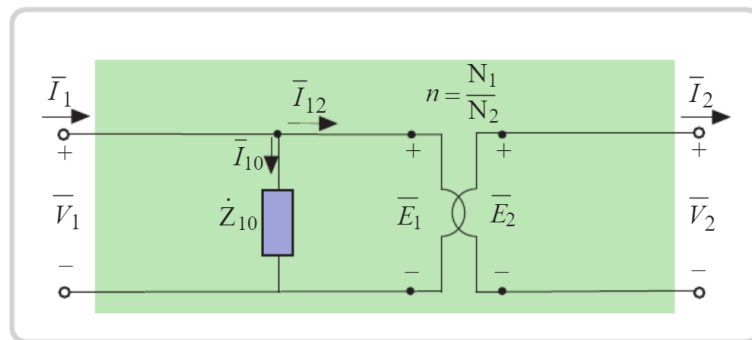 I̅₁
I̅₁₂
n = N₁/N₂
I̅₂
+
I̅₁₀
+
+
+
V̅₁
Ż₁₀
E̅₁
E̅₂
V̅₂
−
−
−
−